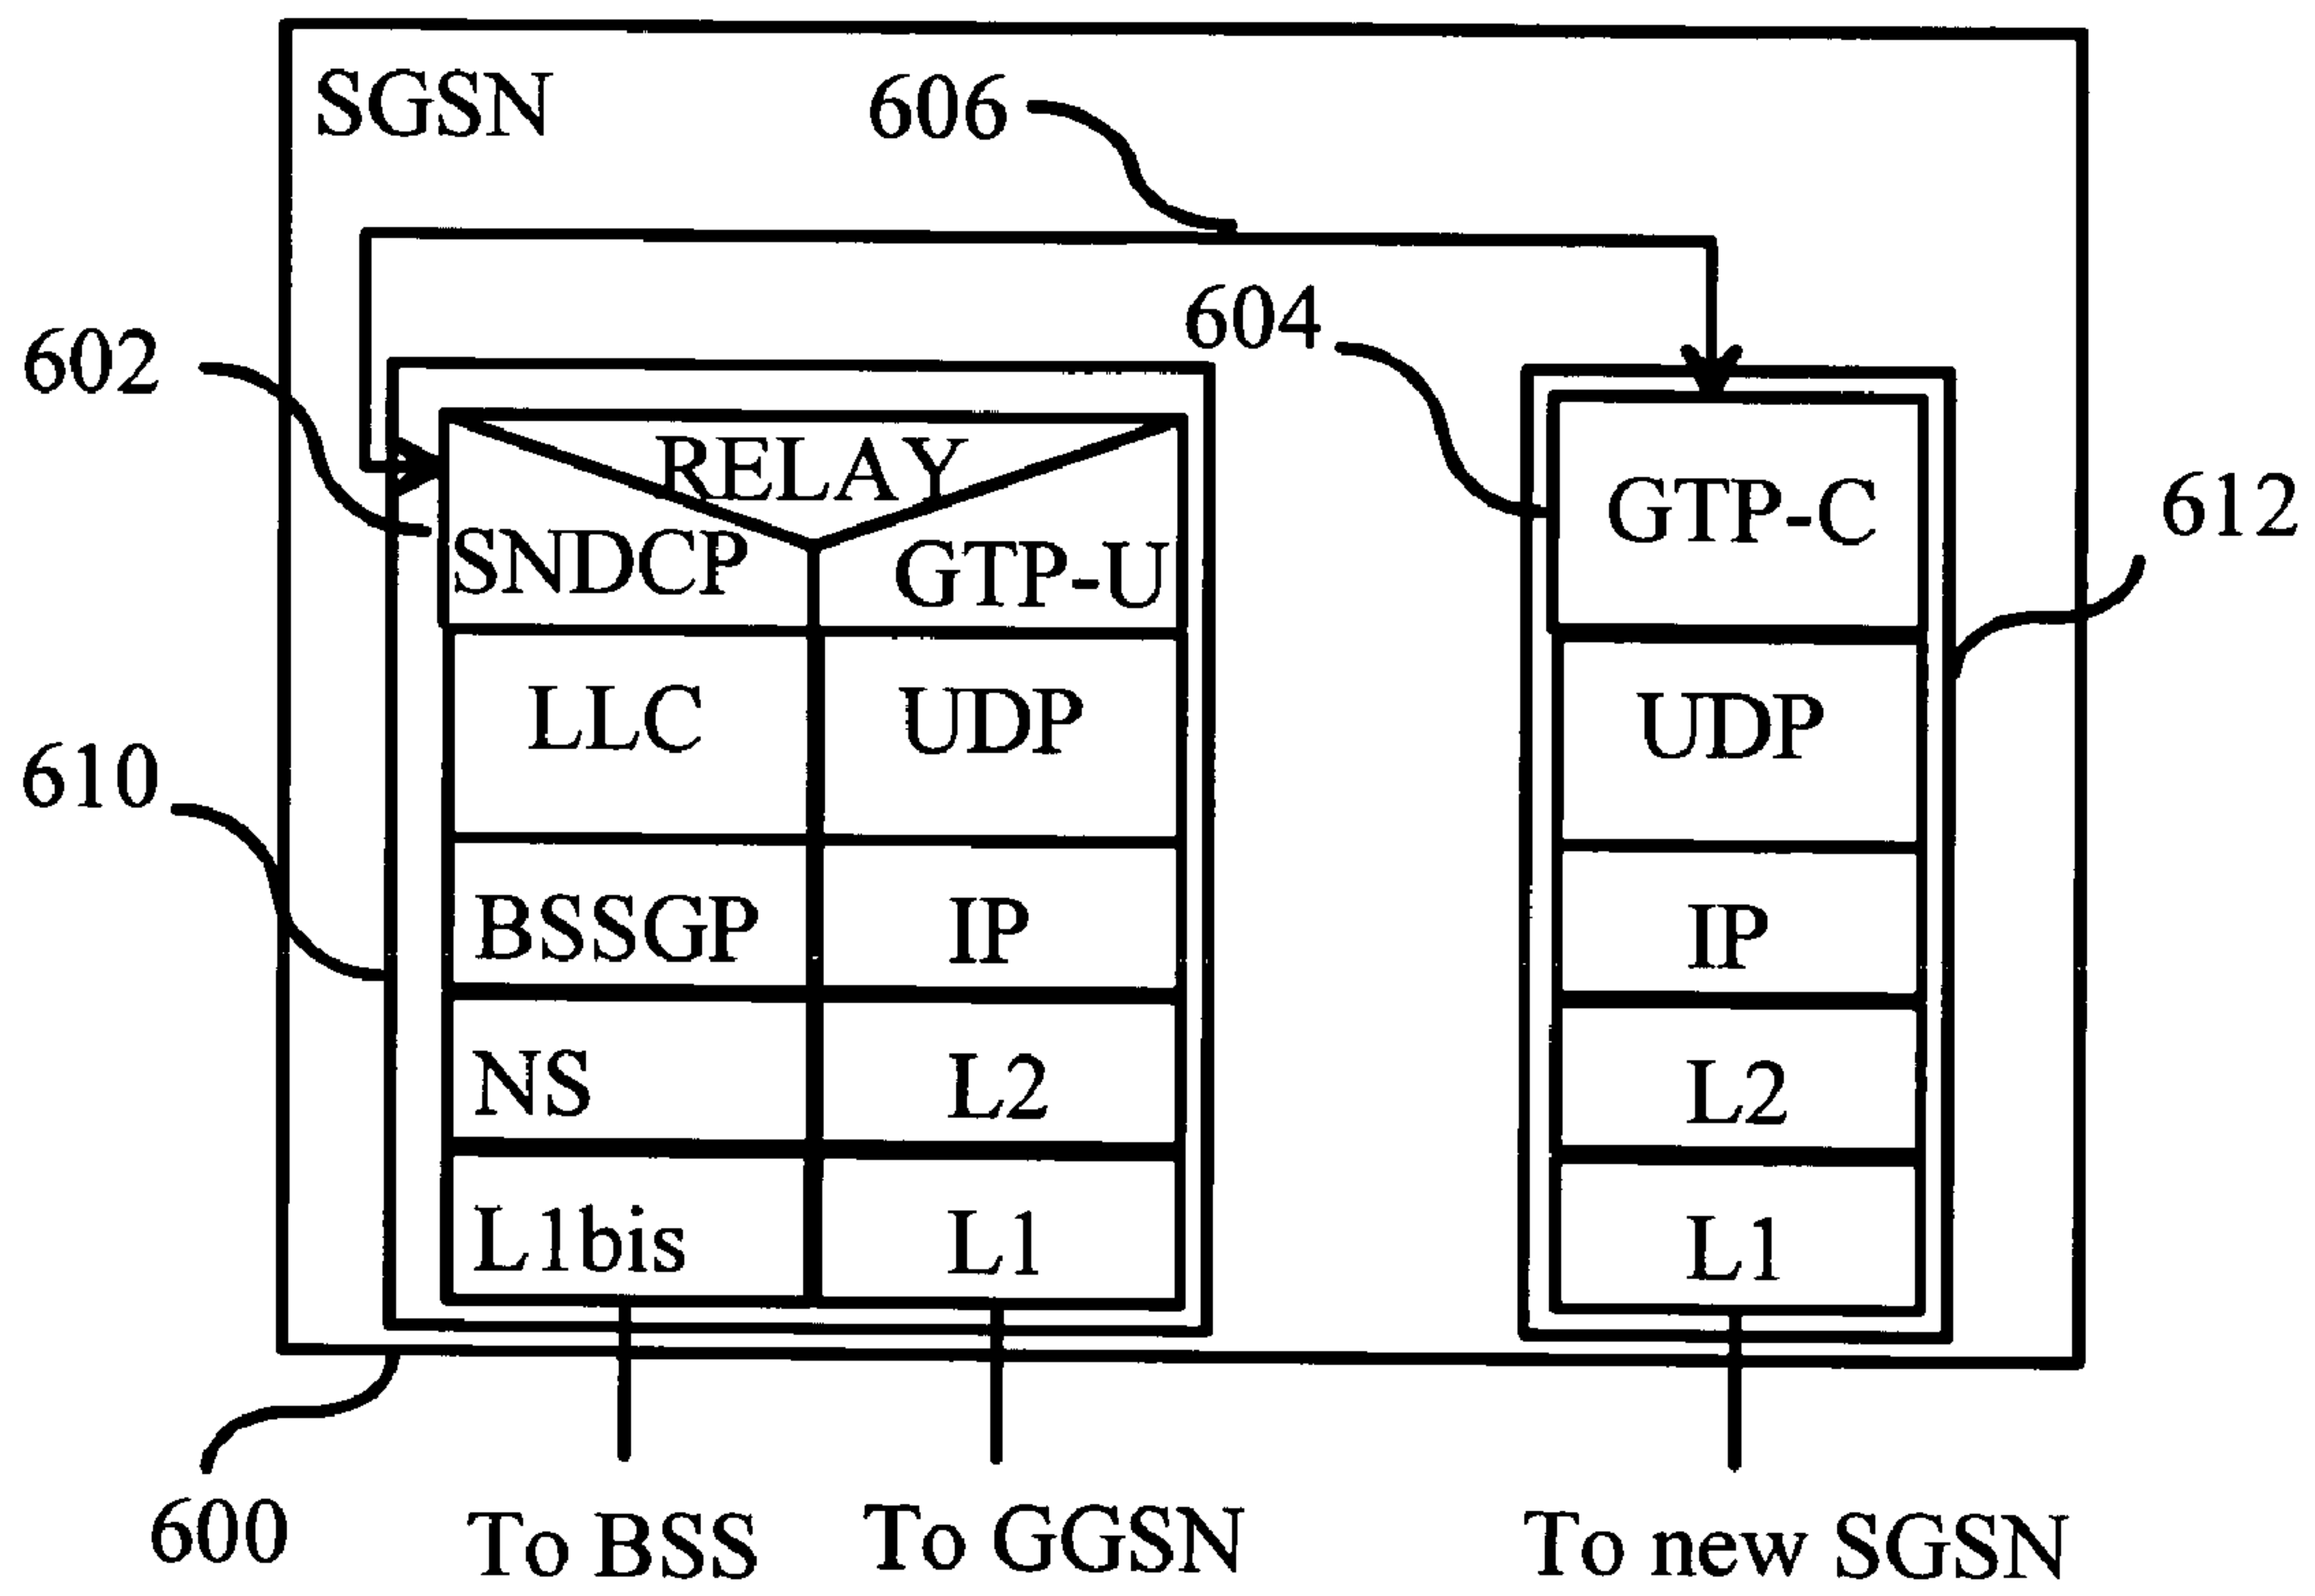 SGSN
606
604
602
RELAY
GTP-C
612
SNDCP
GTP-U
LLC
UDP
UDP
610
BSSGP
IP
IP
NS
L2
L2
L1bis
L1
L1
600
To BSS
To GGSN
To new SGSN